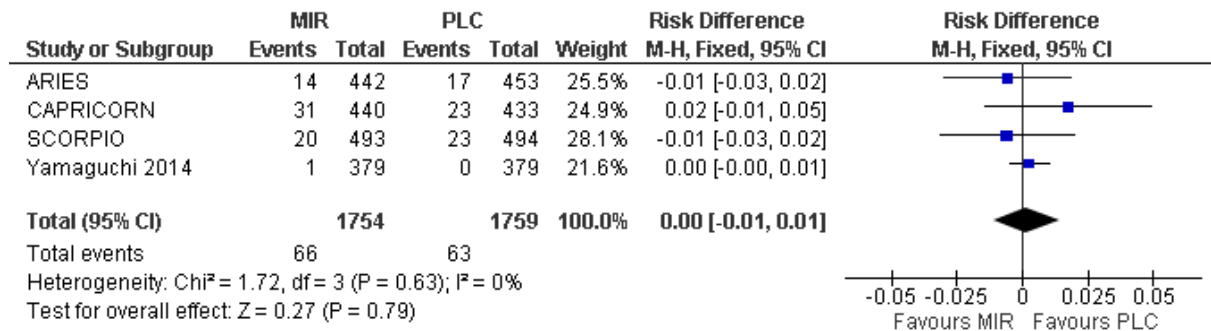 MIR PLC Risk Difference Risk Difference
Study or Subgroup Events Total Events Total Weight M-H, Fixed, 95% CI M-H, Fixed, 95% CI
ARIES 14 442 17 453 25.5% -0.01 [-0.03, 0.02]
CAPRICORN 31 440 23 433 24.9% 0.02 [-0.01, 0.05]
SCORPIO 20 493 23 494 28.1% -0.01 [-0.03, 0.02]
Yamaguchi 2014 1 379 0 379 21.6% 0.00 [-0.00, 0.01]
Total (95% CI) 1754 1759 100.0% 0.00 [-0.01, 0.01]
Total events 66 63
Heterogeneity: Chi² = 1.72, df = 3 (P = 0.63); I² = 0%
Test for overall effect: Z = 0.27 (P = 0.79)
-0.05 -0.025 0 0.025 0.05
Favours MIR Favours PLC